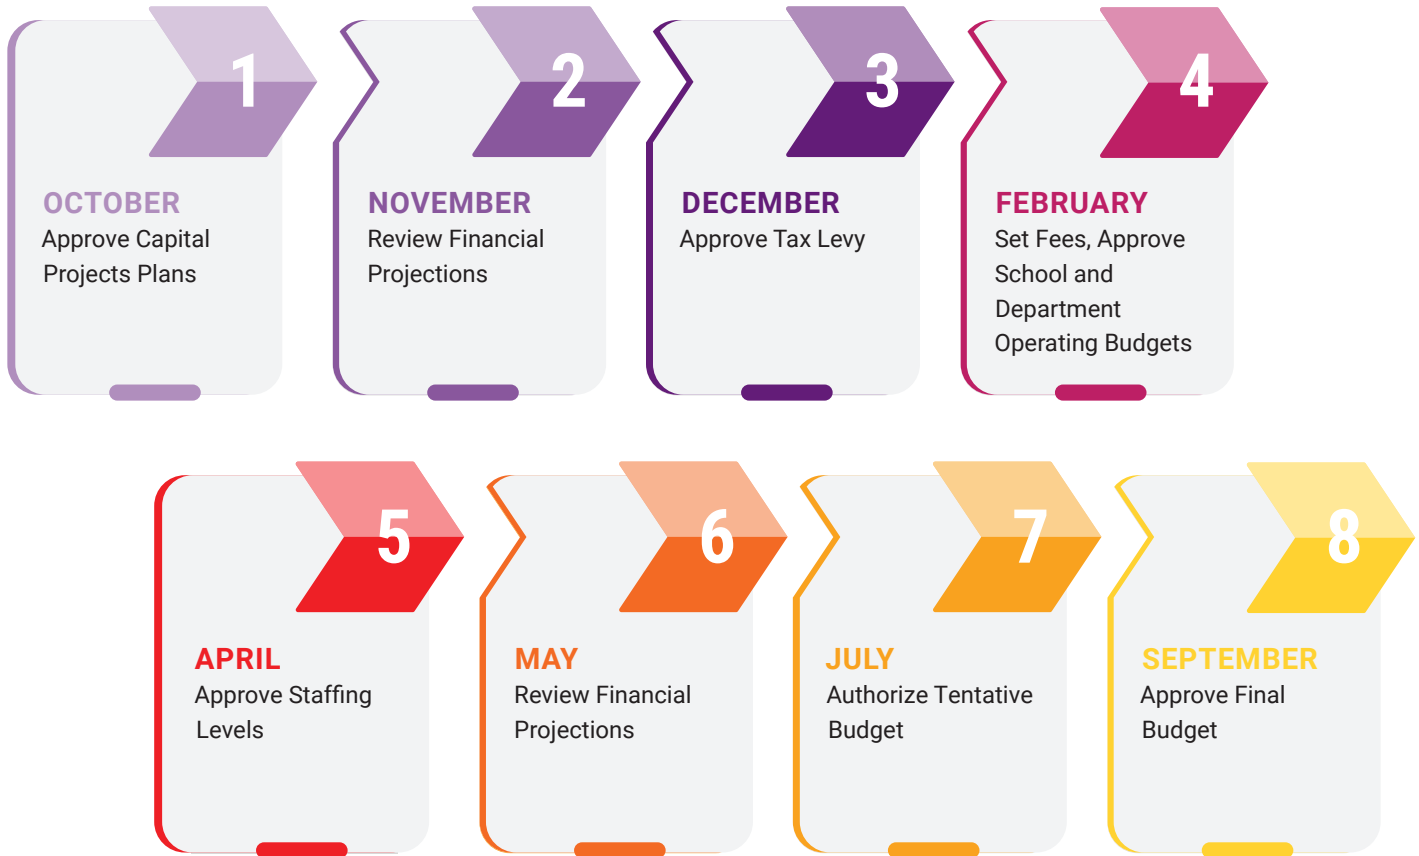 1
OCTOBER
Approve Capital
Projects Plans
2
NOVEMBER
Review Financial
Projections
3
DECEMBER
Approve Tax Levy
4
FEBRUARY
Set Fees, Approve
School and
Department
Operating Budgets
5
APRIL
Approve Staffing
Levels
6
MAY
Review Financial
Projections
7
JULY
Authorize Tentative
Budget
8
SEPTEMBER
Approve Final
Budget